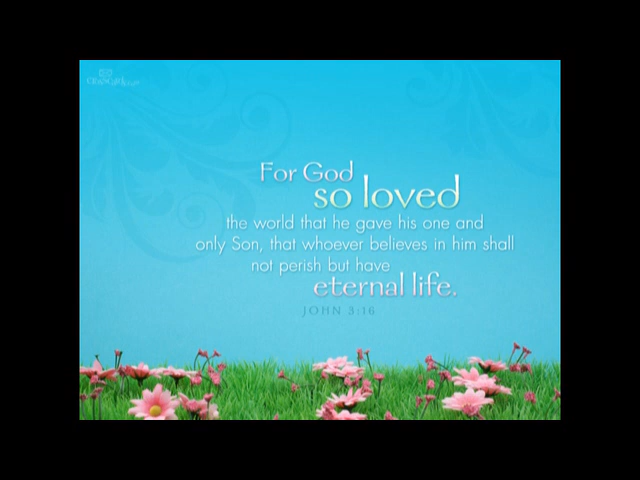 For God
so loved
the world that he gave his one and
only Son, that whoever believes in him shall
not perish but have
eternal life.
JOHN 3:16